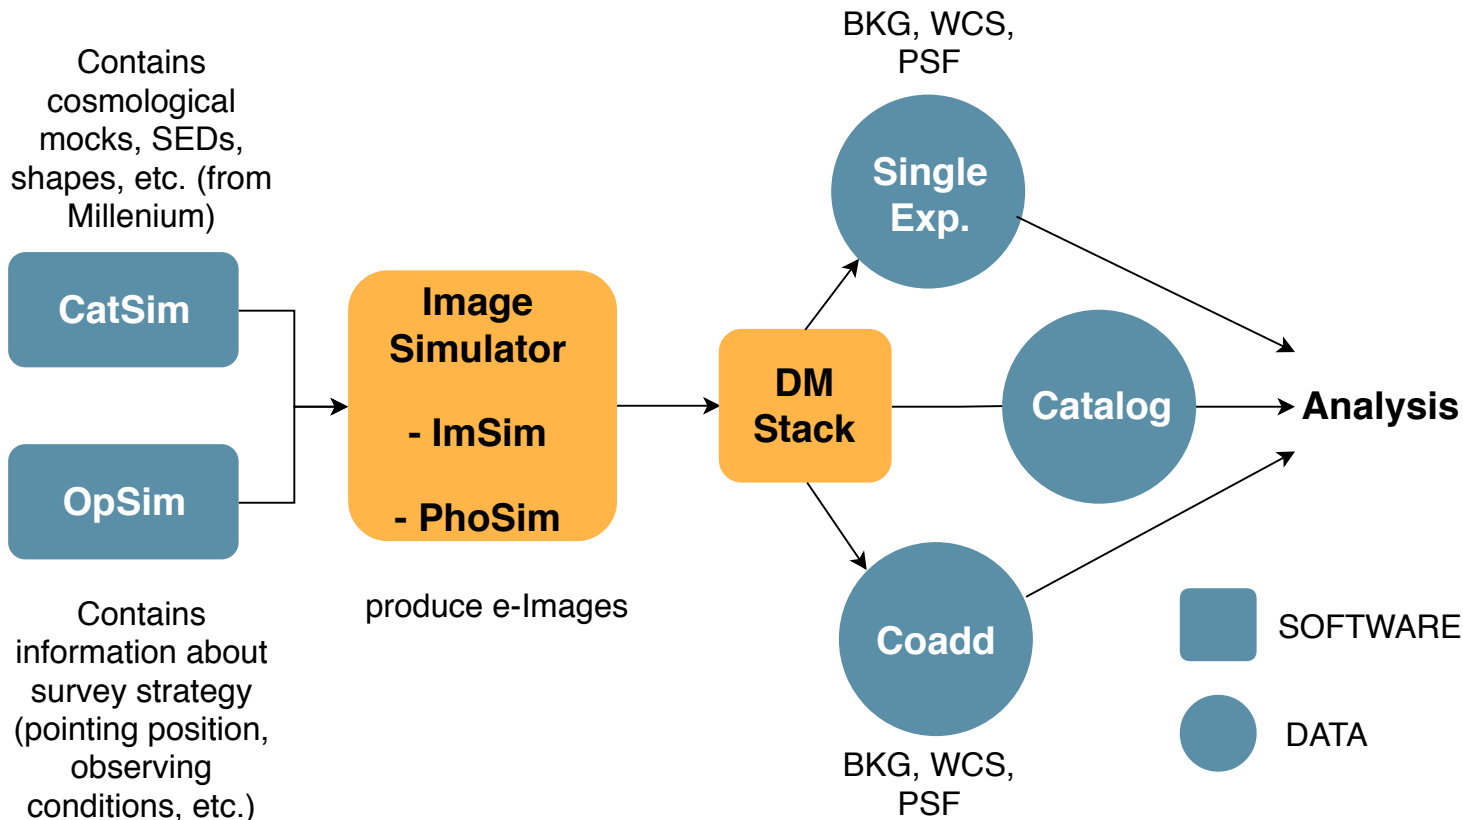 Contains
cosmological
mocks, SEDs,
shapes, etc. (from
Millenium)
CatSim
OpSim
Contains
information about
survey strategy
(pointing position,
observing
conditions, etc.)
Image
Simulator
- ImSim
- PhoSim
produce e-Images
DM
Stack
BKG, WCS,
PSF
Single
Exp.
Catalog
Coadd
BKG, WCS,
PSF
Analysis
SOFTWARE
DATA